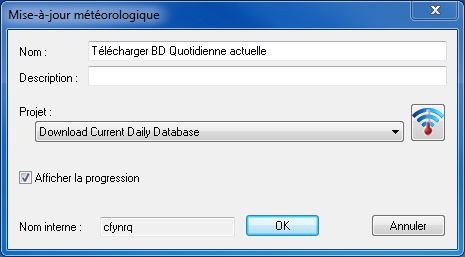 Mise-à-jour météorologique
Nom :
Télécharger BD Quotidienne actuelle
Description :
Projet :
Download Current Daily Database
Afficher la progression
Nom interne :
cfynrq
OK
Annuler